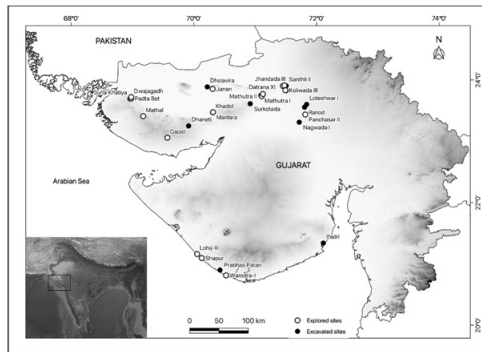 68.0°E 70.0° 72.0° 74.0°
PAKISTAN
N
Dholavira
Jhandada III
Santhli II
24.0°
Khatiya
Dwajagadh
Janan
Datrana XI
Koliwada III
Padta Bet
Mathutra II
Mathutra I
Loteshwar I
Mathal
Khadol
Surkotada
Ranod
Dhaneti
Manfara
Panchasar II
Gajod
Nagwada I
GUJARAT
Arabian Sea
22.0°
Padri
Lohij-III
Shapur
Prabhas Patan
20.0°
0 50 100 km
Explored sites
Excavated sites